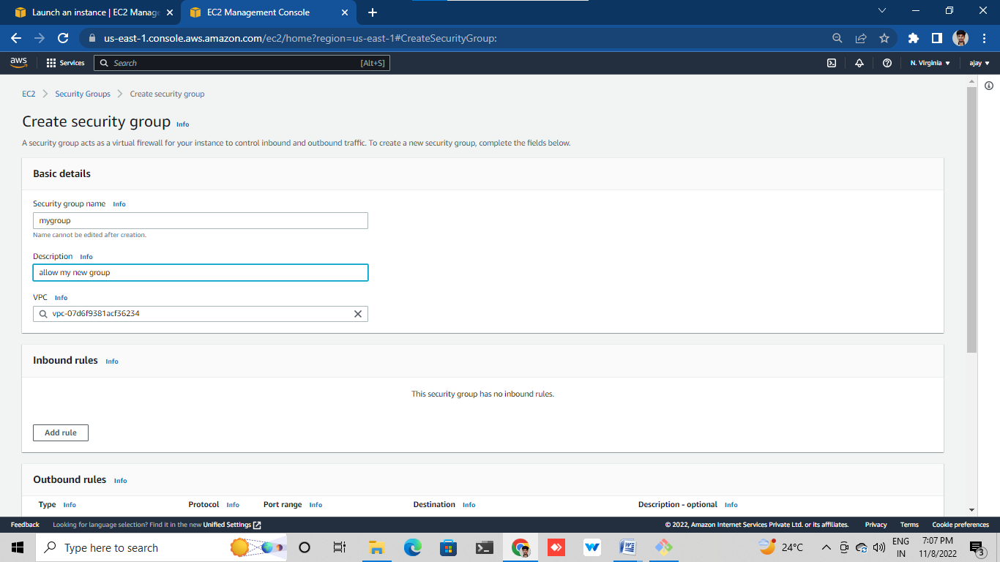 Launch an instance | EC2 Manage
EC2 Management Console
us-east-1.console.aws.amazon.com/ec2/home?region=us-east-1#CreateSecurityGroup:
aws
Services
Search
[Alt+S]
N. Virginia
ajay
EC2
Security Groups
Create security group
Create security group Info
A security group acts as a virtual firewall for your instance to control inbound and outbound traffic. To create a new security group, complete the fields below.
Basic details
Security group name Info
mygroup
Name cannot be edited after creation.
Description Info
allow my new group
VPC Info
vpc-07d6f9381acf36234
Inbound rules Info
This security group has no inbound rules.
Add rule
Outbound rules Info
Type Info Protocol Info Port range Info Destination Info Description - optional Info
Feedback Looking for language selection? Find it in the new Unified Settings © 2022, Amazon Internet Services Private Ltd. or its affiliates. Privacy Terms Cookie preferences
Type here to search
24°C
ENG
IN
7:07 PM
11/8/2022
3